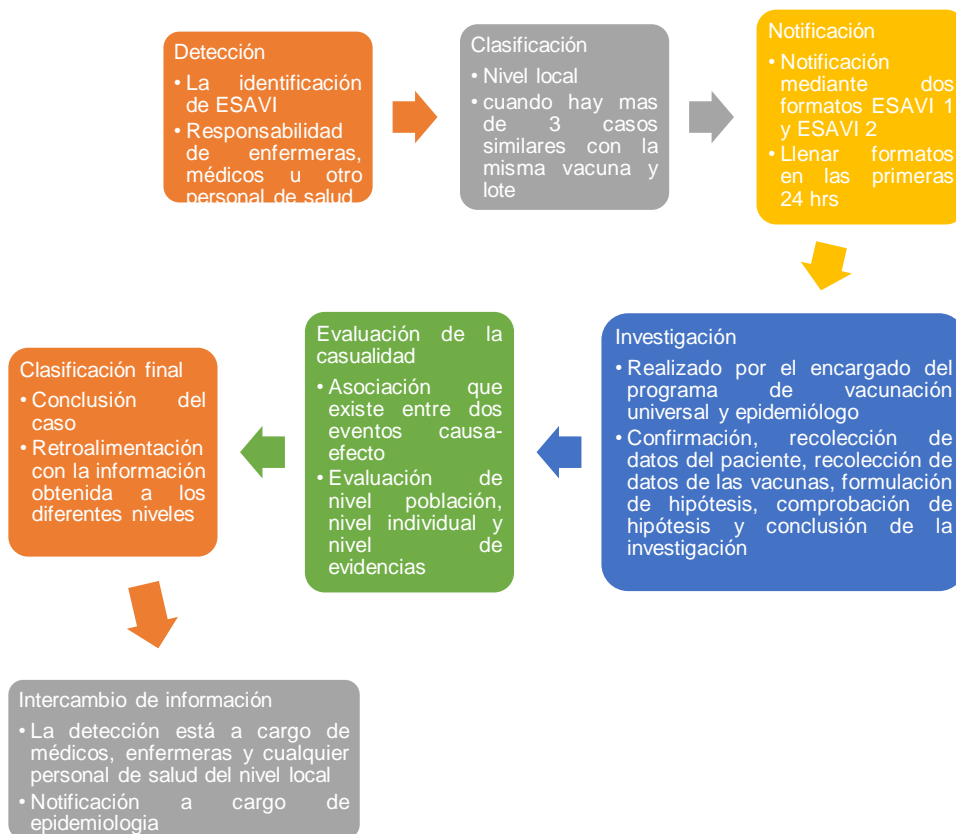 Detección
• La identificación
de ESAVI
• Responsabilidad
de enfermeras,
médicos u otro
personal de salud
Clasificación
• Nivel local
• cuando hay mas
de 3 casos
similares con la
misma vacuna y
lote
Notificación
• Notificación
mediante dos
formatos ESAVI 1
y ESAVI 2
• Llenar formatos
en las primeras
24 hrs
Investigación
• Realizado por el encargado del
programa de vacunación
universal y epidemiólogo
• Confirmación, recolección de
datos del paciente, recolección de
datos de las vacunas, formulación
de hipótesis, comprobación de
hipótesis y conclusión de la
investigación
Evaluación de la
casualidad
• Asociación que
existe entre dos
eventos causa-
efecto
• Evaluación de
nivel población,
nivel individual y
nivel de
evidencias
Clasificación final
• Conclusión del
caso
• Retroalimentación
con la información
obtenida a los
diferentes niveles
Intercambio de información
• La detección está a cargo de
médicos, enfermeras y cualquier
personal de salud del nivel local
• Notificación a cargo de
epidemiologia